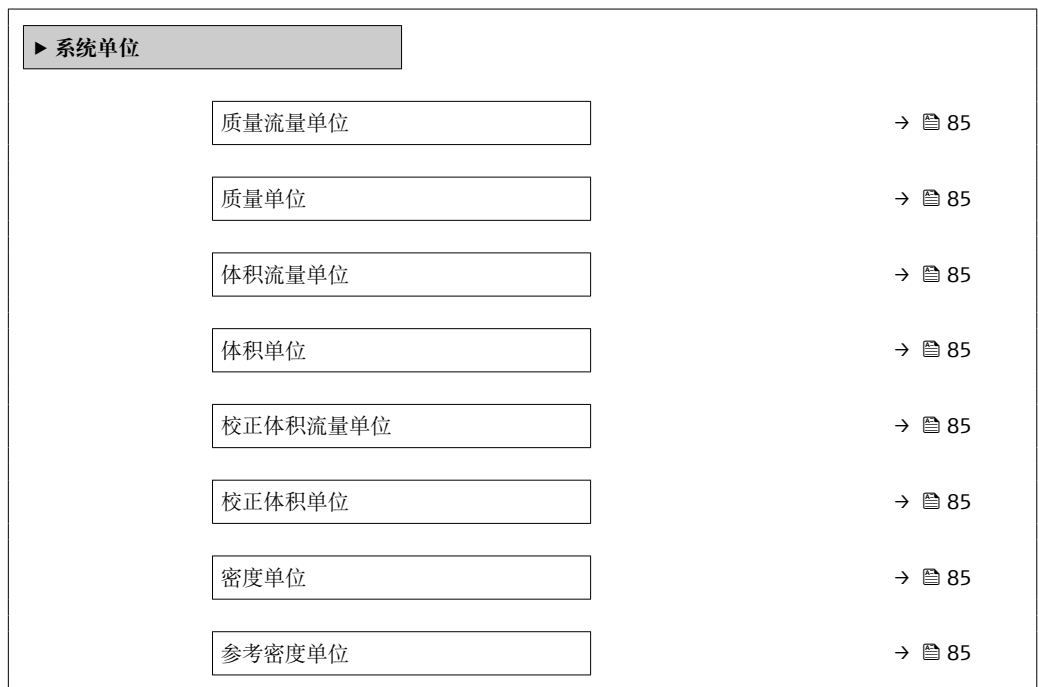 ▶ 系统单位
质量流量单位 → 85
质量单位 → 85
体积流量单位 → 85
体积单位 → 85
校正体积流量单位 → 85
校正体积单位 → 85
密度单位 → 85
参考密度单位 → 85